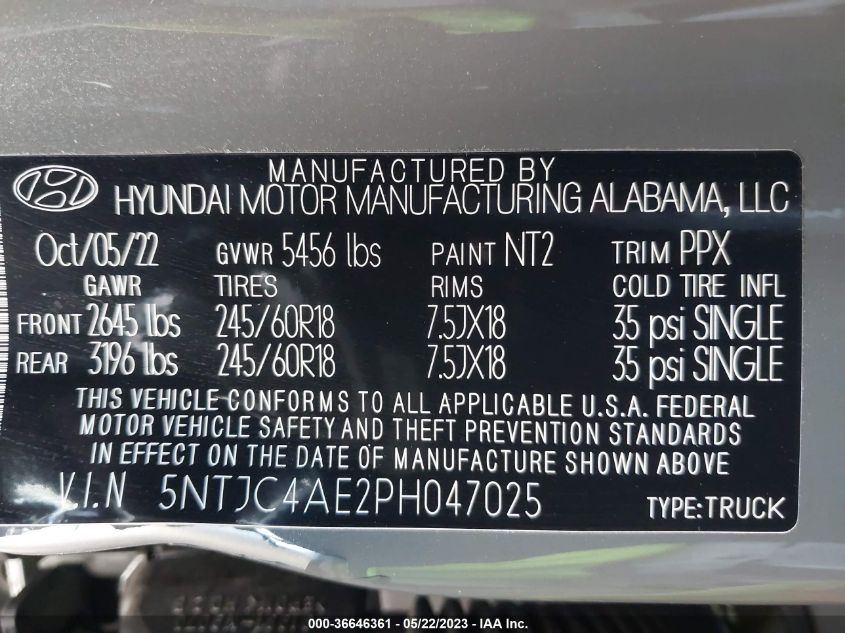 MANUFACTURED BY
HYUNDAI MOTOR MANUFACTURING ALABAMA, LLC
Oct/05/22 GVWR 5456 lbs PAINT NT2 TRIM PPX
GAWR TIRES RIMS COLD TIRE INFL
FRONT 2645 lbs 245/60R18 7.5JX18 35 psi SINGLE
REAR 3196 lbs 245/60R18 7.5JX18 35 psi SINGLE
THIS VEHICLE CONFORMS TO ALL APPLICABLE U.S.A. FEDERAL
MOTOR VEHICLE SAFETY AND THEFT PREVENTION STANDARDS
IN EFFECT ON THE DATE OF MANUFACTURE SHOWN ABOVE
V.I.N 5NTJC4AE2PH047025 TYPE:TRUCK
000-36646361 - 05/22/2023 - IAA Inc.